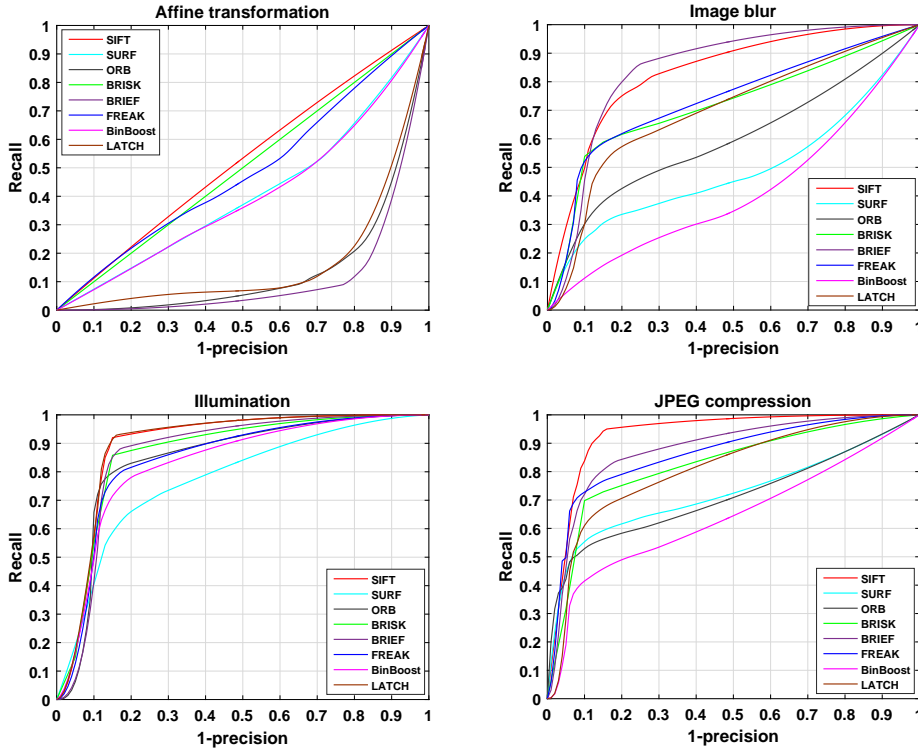 Affine transformation
1
0.9
0.8
0.7
0.6
0.5
0.4
0.3
0.2
0.1
0
Recall
SIFT
SURF
ORB
BRISK
BRIEF
FREAK
BinBoost
LATCH
0 0.1 0.2 0.3 0.4 0.5 0.6 0.7 0.8 0.9 1
1-precision
Image blur
1
0.9
0.8
0.7
0.6
0.5
0.4
0.3
0.2
0.1
0
Recall
SIFT
SURF
ORB
BRISK
BRIEF
FREAK
BinBoost
LATCH
0 0.1 0.2 0.3 0.4 0.5 0.6 0.7 0.8 0.9 1
1-precision
Illumination
1
0.9
0.8
0.7
0.6
0.5
0.4
0.3
0.2
0.1
0
Recall
SIFT
SURF
ORB
BRISK
BRIEF
FREAK
BinBoost
LATCH
0 0.1 0.2 0.3 0.4 0.5 0.6 0.7 0.8 0.9 1
1-precision
JPEG compression
1
0.9
0.8
0.7
0.6
0.5
0.4
0.3
0.2
0.1
0
Recall
SIFT
SURF
ORB
BRISK
BRIEF
FREAK
BinBoost
LATCH
0 0.1 0.2 0.3 0.4 0.5 0.6 0.7 0.8 0.9 1
1-precision